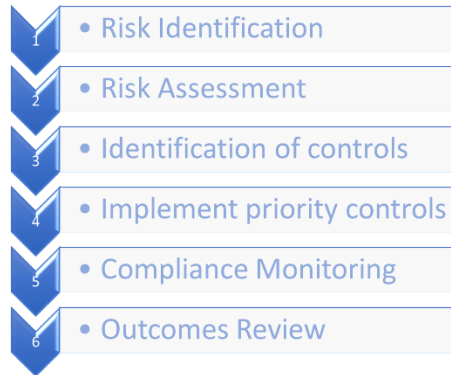 1
• Risk Identification
2
• Risk Assessment
3
• Identification of controls
4
• Implement priority controls
5
• Compliance Monitoring
6
• Outcomes Review